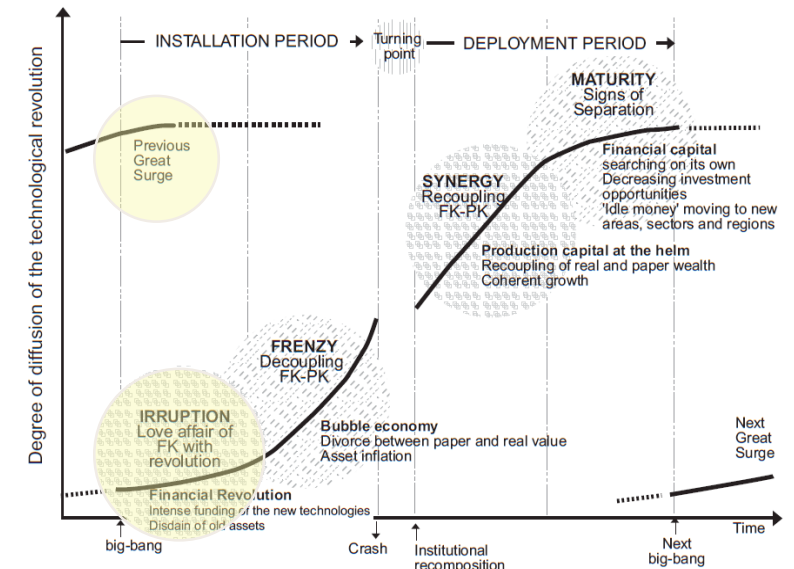 Degree of diffusion of the technological revolution
INSTALLATION PERIOD
Turning
point
DEPLOYMENT PERIOD
Previous
Great
Surge
MATURITY
Signs of
Separation
Financial capital
searching on its own
Decreasing investment
opportunities
'Idle money' moving to new
areas, sectors and regions
SYNERGY
Recoupling
FK-PK
Production capital at the helm
Recoupling of real and paper wealth
Coherent growth
FRENZY
Decoupling
FK-PK
Bubble economy
Divorce between paper and real value
Asset inflation
IRRUPTION
Love affair of
FK with
revolution
Financial Revolution
Intense funding of the new technologies
Disdain of old assets
Next
Great
Surge
Time
big-bang
Crash
Institutional
recomposition
Next
big-bang